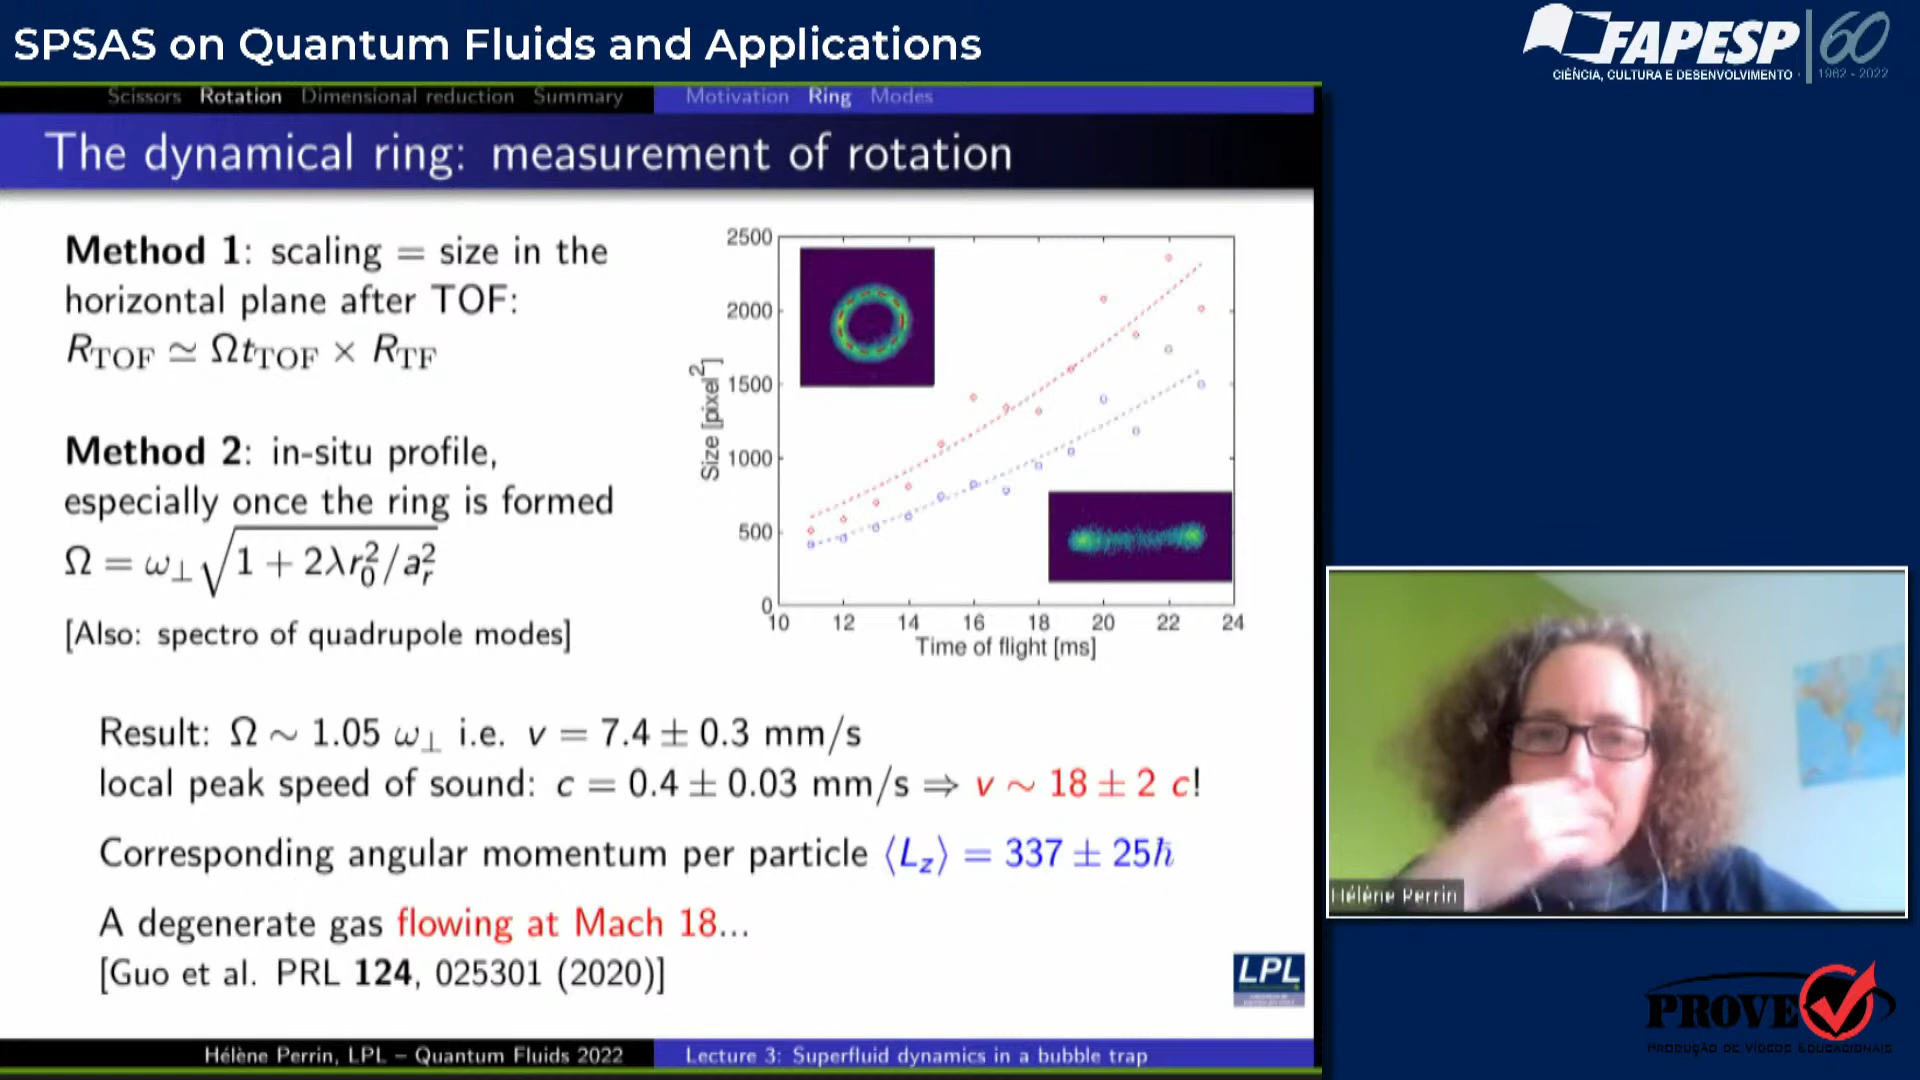 SPSAS on Quantum Fluids and Applications
FAPESP 60
CIÊNCIA, CULTURA E DESENVOLVIMENTO
1962 - 2022
Scissors Rotation Dimensional reduction Summary
Motivation Ring Modes
The dynamical ring: measurement of rotation
Method 1: scaling = size in the
horizontal plane after TOF:
R_TOF ≃ Ωt_TOF × R_TF
Method 2: in-situ profile,
especially once the ring is formed
Ω = ω⊥√(1 + 2λr₀²/aᵣ²)
[Also: spectro of quadrupole modes]
2500
2000
1500
1000
500
0
Size [pixel²]
10 12 14 16 18 20 22 24
Time of flight [ms]
Result: Ω ∼ 1.05 ω⊥ i.e. v = 7.4 ± 0.3 mm/s
local peak speed of sound: c = 0.4 ± 0.03 mm/s ⇒ v ∼ 18 ± 2 c!
Corresponding angular momentum per particle ⟨L_z⟩ = 337 ± 25ħ
A degenerate gas flowing at Mach 18...
[Guo et al. PRL 124, 025301 (2020)]
LPL
Hélène Perrin, LPL – Quantum Fluids 2022
Lecture 3: Superfluid dynamics in a bubble trap
Hélène Perrin
PROVE
PRODUÇÃO DE VÍDEOS EDUCACIONAIS